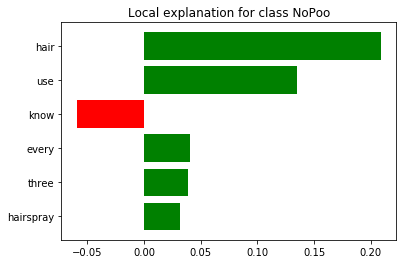 Local explanation for class NoPoo
hair
use
know
every
three
hairspray
−0.05 0.00 0.05 0.10 0.15 0.20